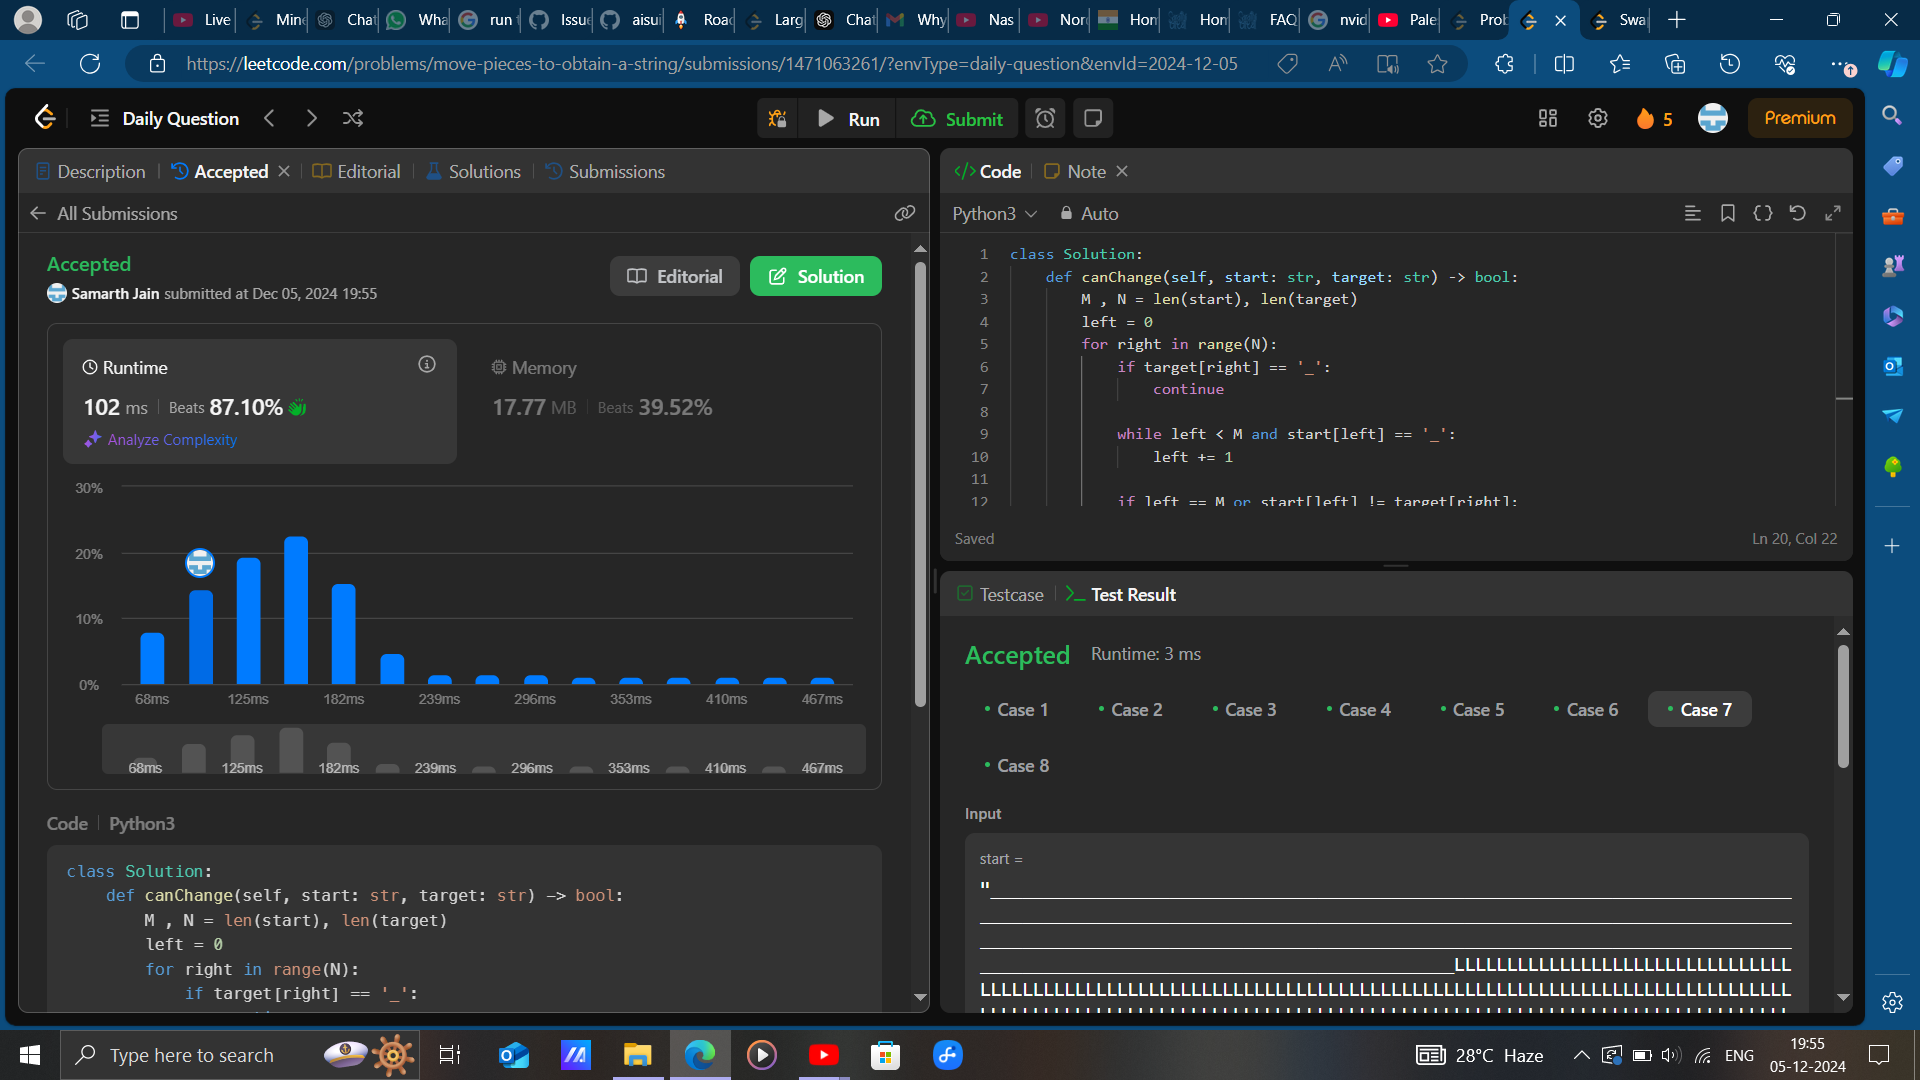 Live
Mine
Chat
Wha
run
Issue
aisui
Road
Larg
Chat
Why
Nas
Nor
Hom
Hom
FAQ
nvid
Pale
Prob
Swa
https://leetcode.com/problems/move-pieces-to-obtain-a-string/submissions/1471063261/?envType=daily-question&envId=2024-12-05
Daily Question
Run
Submit
5
Premium
Description
Accepted
Editorial
Solutions
Submissions
All Submissions
Accepted
Samarth Jain submitted at Dec 05, 2024 19:55
Editorial
Solution
Runtime
102 ms
Beats 87.10%
Analyze Complexity
Memory
17.77 MB
Beats 39.52%
30%
20%
10%
0%
68ms 125ms 182ms 239ms 296ms 353ms 410ms 467ms
68ms 125ms 182ms 239ms 296ms 353ms 410ms 467ms
Code
Python3
class Solution:
def canChange(self, start: str, target: str) -> bool:
M , N = len(start), len(target)
left = 0
for right in range(N):
if target[right] == '_':
Code
Note
Python3
Auto
1 class Solution:
2 def canChange(self, start: str, target: str) -> bool:
3 M , N = len(start), len(target)
4 left = 0
5 for right in range(N):
6 if target[right] == '_':
7 continue
8
9 while left < M and start[left] == '_':
10 left += 1
11
12 if left == M or start[left] != target[right]:
Saved
Ln 20, Col 22
Testcase
Test Result
Accepted
Runtime: 3 ms
Case 1
Case 2
Case 3
Case 4
Case 5
Case 6
Case 7
Case 8
Input
start =
Type here to search
28°C Haze
ENG
19:55
05-12-2024